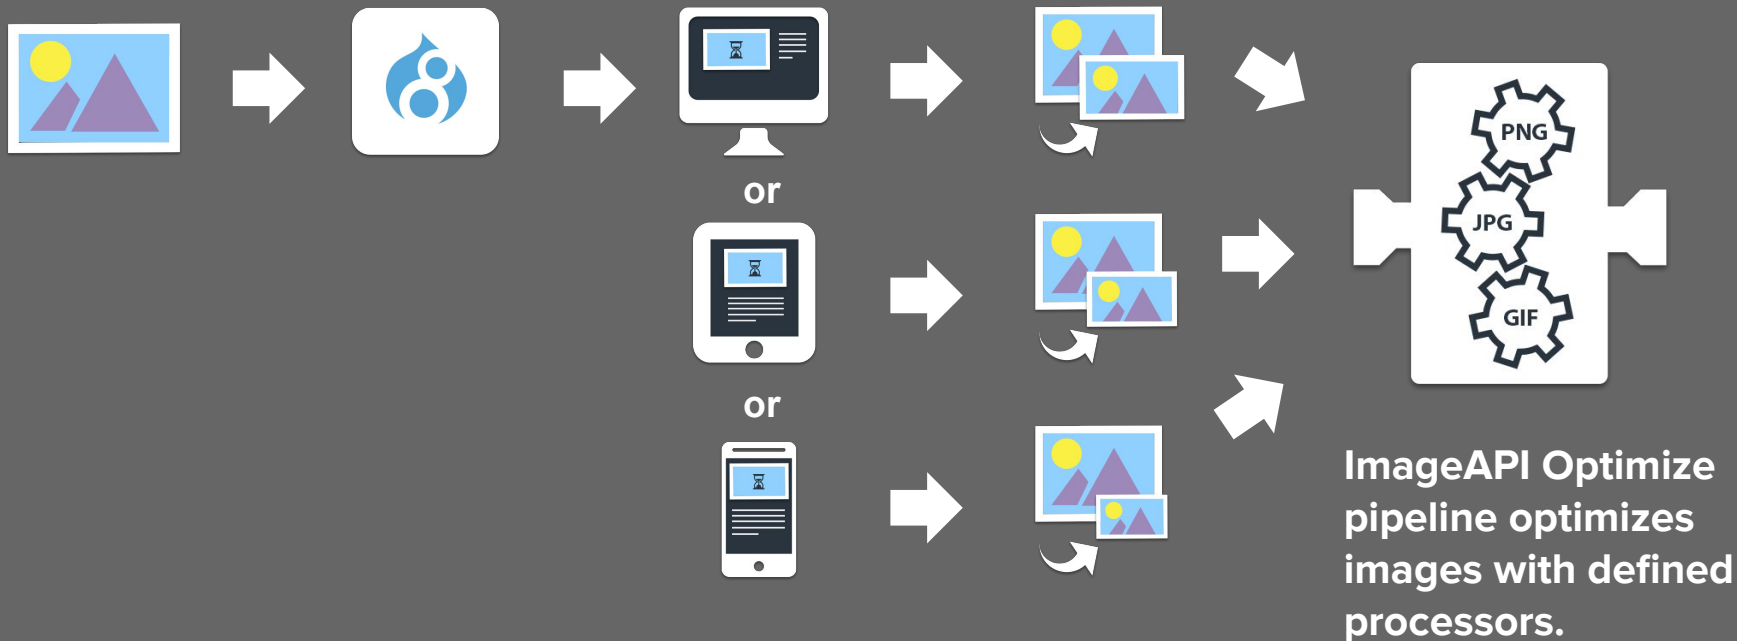 or
or
PNG
JPG
GIF
ImageAPI Optimize
pipeline optimizes
images with defined
processors.